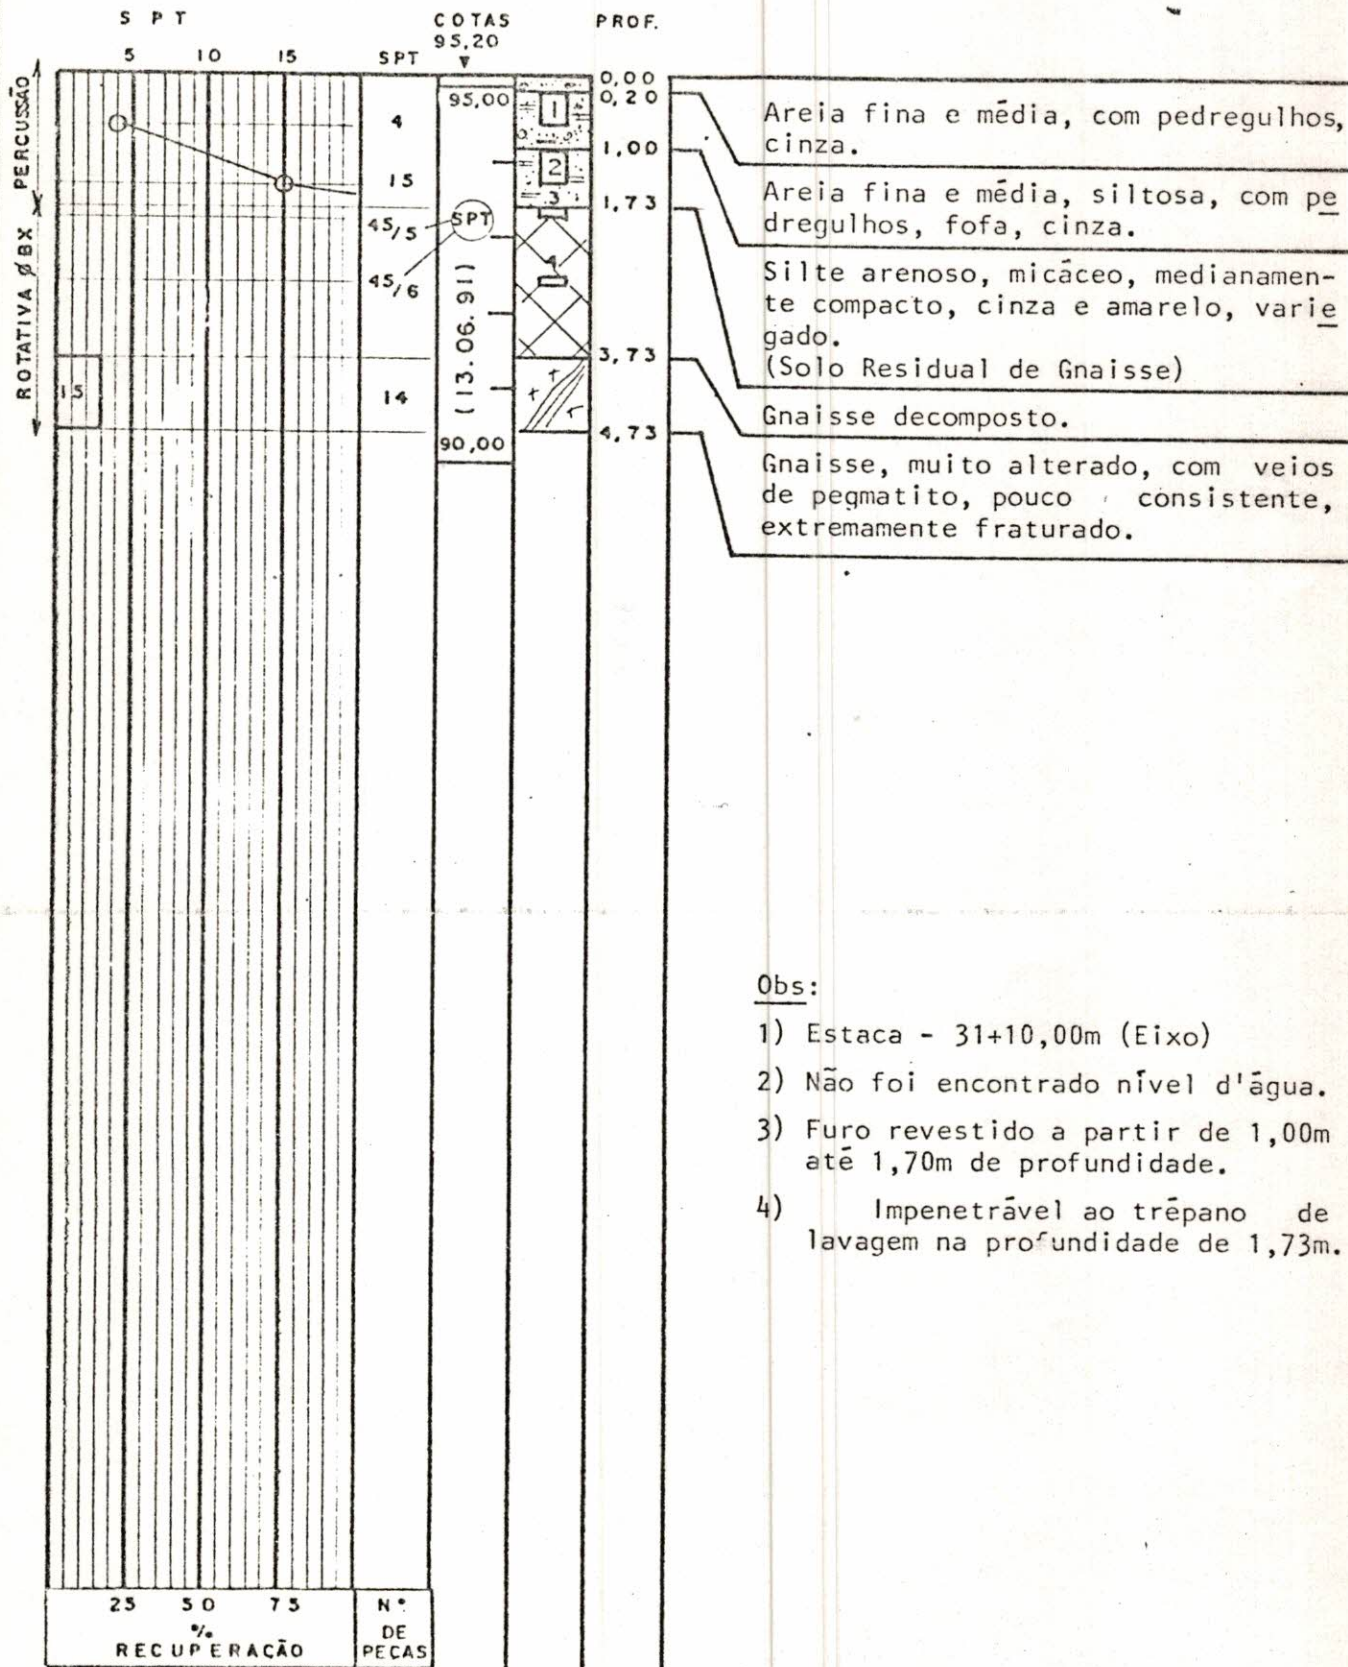 S P T
COTAS
PROF.
95,20
5 10 15
SPT
PERCUSSÃO
ROTATIVA Ø BX
0,00
95,00
0,20
4
1
1,00
15
2
3
1,73
45/5
SPT
45/6
4
(13.06.91)
3,73
15
14
4,73
90,00
Areia fina e média, com pedregulhos,
cinza.
Areia fina e média, siltosa, com pe
dregulhos, fofa, cinza.
Silte arenoso, micáceo, medianamen-
te compacto, cinza e amarelo, varie
gado.
(Solo Residual de Gnaisse)
Gnaisse decomposto.
Gnaisse, muito alterado, com veios
de pegmatito, pouco consistente,
extremamente fraturado.
Obs:
1) Estaca - 31+10,00m (Eixo)
2) Não foi encontrado nível d'água.
3) Furo revestido a partir de 1,00m
até 1,70m de profundidade.
4) Impenetrável ao trépano de
lavagem na profundidade de 1,73m.
25 50 75
%
RECUPERAÇÃO
Nº
DE
PEÇAS